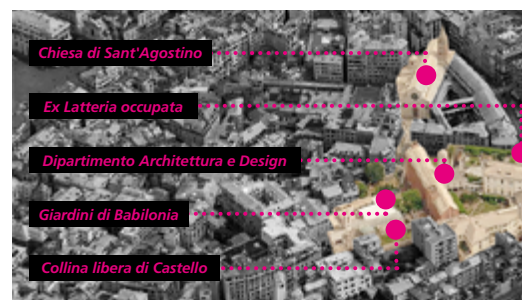 Chiesa di Sant'Agostino
Ex Latteria occupata
Dipartimento Architettura e Design
Giardini di Babilonia
Collina libera di Castello